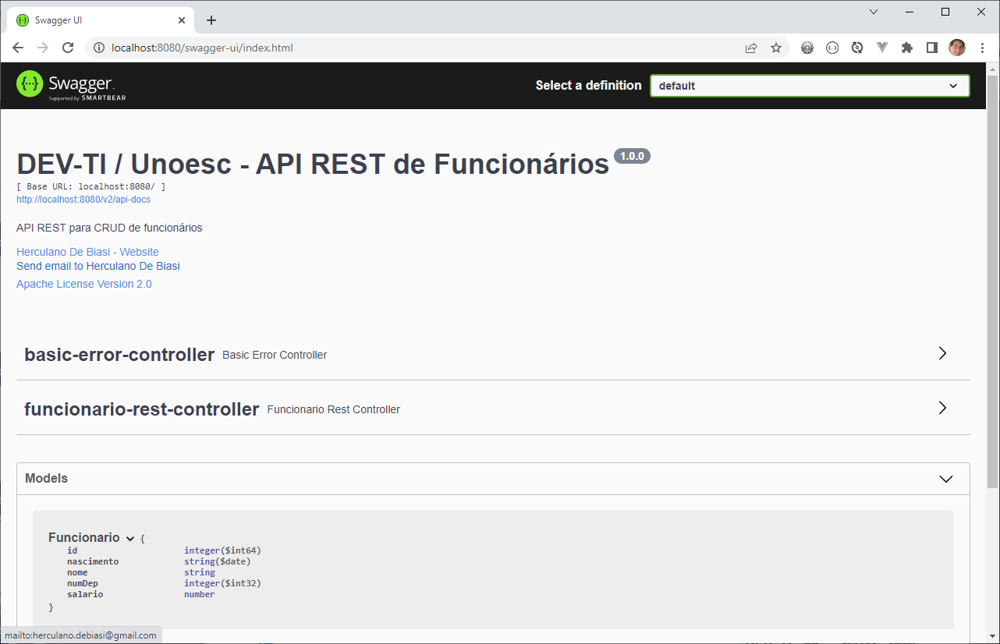 Swagger UI
localhost:8080/swagger-ui/index.html
Swagger.
Supported by SMARTBEAR
Select a definition
default
DEV-TI / Unoesc - API REST de Funcionários 1.0.0
[ Base URL: localhost:8080/ ]
http://localhost:8080/v2/api-docs
API REST para CRUD de funcionários
Herculano De Biasi - Website
Send email to Herculano De Biasi
Apache License Version 2.0
basic-error-controller Basic Error Controller
funcionario-rest-controller Funcionario Rest Controller
Models
Funcionario {
id integer($int64)
nascimento string($date)
nome string
numDep integer($int32)
salario number
}
mailto:herculano.debiasi@gmail.com